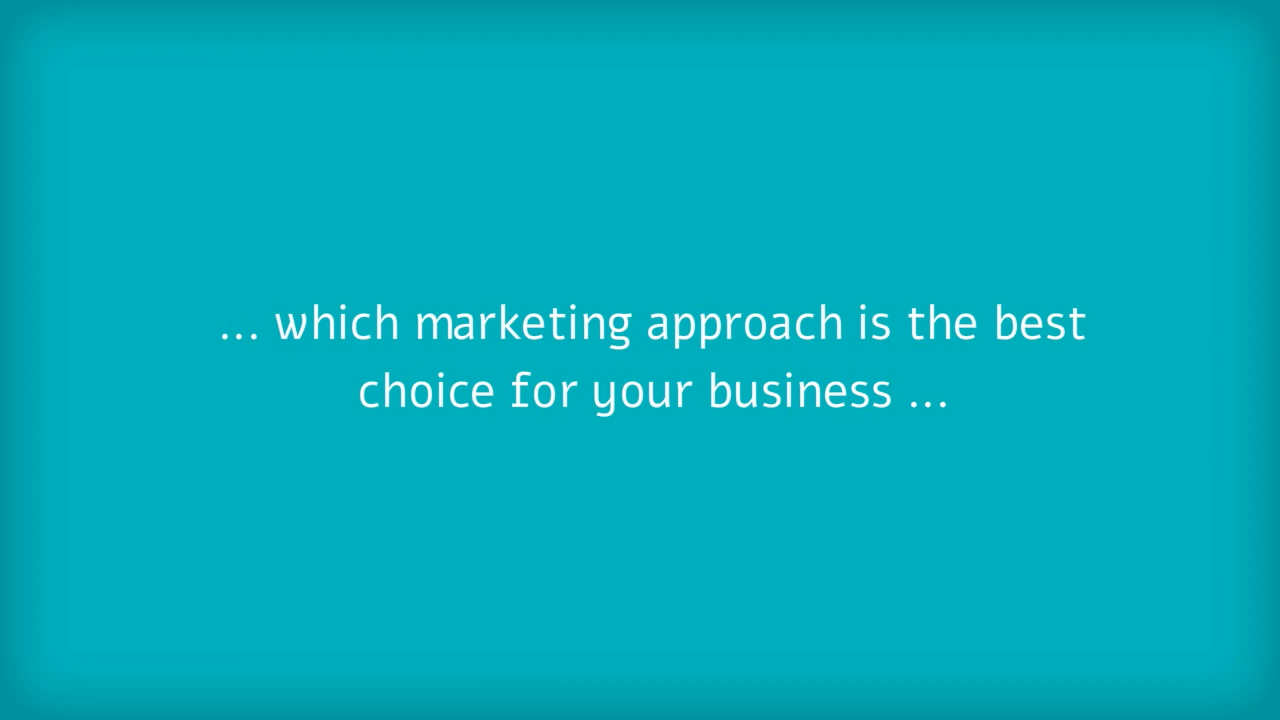 ... which marketing approach is the best
choice for your business ...